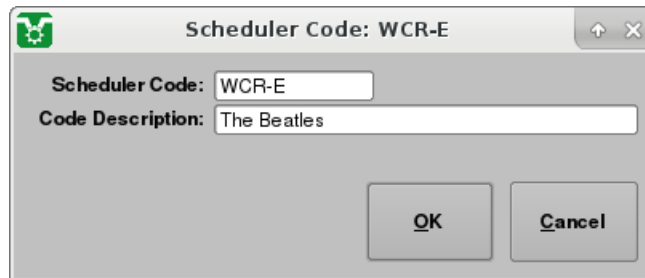 Scheduler Code: WCR-E
Scheduler Code: WCR-E
Code Description: The Beatles
OK Cancel